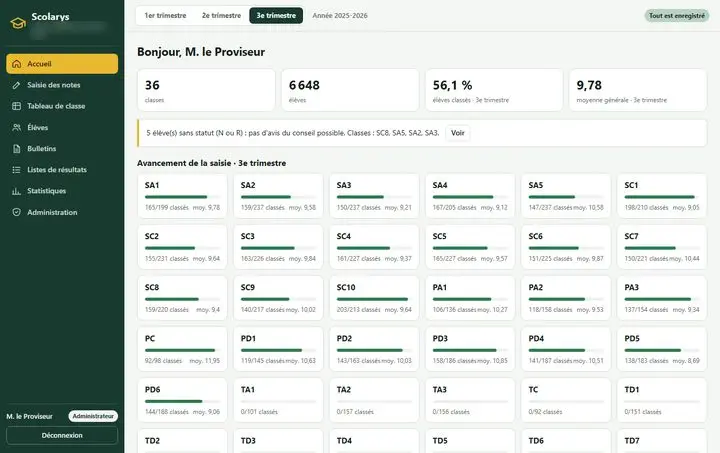 Scolarys
Accueil
Saisie des notes
Tableau de classe
Élèves
Bulletins
Listes de résultats
Statistiques
Administration
M. le Proviseur Administrateur
Déconnexion
1er trimestre 2e trimestre 3e trimestre Année 2025-2026 Tout est enregistré
Bonjour, M. le Proviseur
36 6 648 56,1 % 9,78
classes élèves élèves classés · 3e trimestre moyenne générale · 3e trimestre
5 élève(s) sans statut (N ou R) : pas d'avis du conseil possible. Classes : SC8, SA5, SA2, SA3. Voir
Avancement de la saisie · 3e trimestre
SA1 SA2 SA3 SA4 SA5 SC1
165/199 classés moy. 9,78 159/237 classés moy. 9,58 150/237 classés moy. 9,21 167/205 classés moy. 9,12 147/237 classés moy. 10,58 198/210 classés moy. 9,05
SC2 SC3 SC4 SC5 SC6 SC7
155/231 classés moy. 9,64 163/226 classés moy. 9,84 161/227 classés moy. 9,37 165/227 classés moy. 9,57 151/225 classés moy. 9,87 150/221 classés moy. 10,44
SC8 SC9 SC10 PA1 PA2 PA3
159/220 classés moy. 9,4 140/217 classés moy. 10,02 203/213 classés moy. 9,64 106/136 classés moy. 10,27 118/158 classés moy. 9,53 137/154 classés moy. 9,34
PC PD1 PD2 PD3 PD4 PD5
92/98 classés moy. 11,95 119/145 classés moy. 10,63 143/163 classés moy. 10,03 158/186 classés moy. 10,85 141/187 classés moy. 10,51 138/183 classés moy. 8,69
PD6 TA1 TA2 TA3 TC TD1
144/188 classés moy. 9,06 0/101 classés 0/157 classés 0/156 classés 0/92 classés 0/151 classés
TD2 TD3 TD4 TD5 TD6 TD7